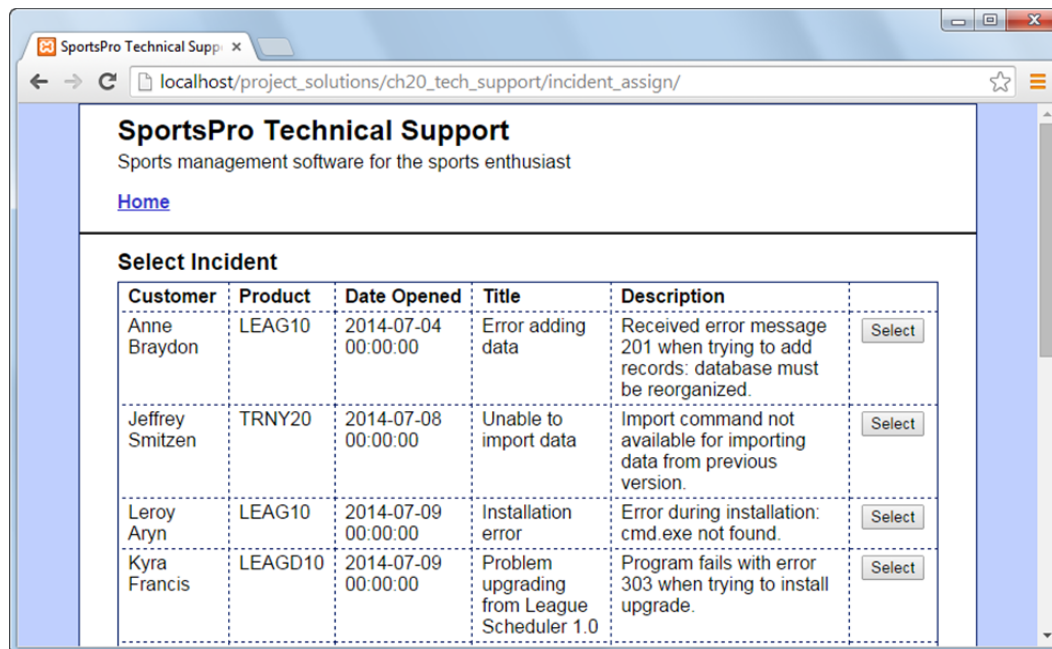 SportsPro Technical Supp
localhost/project_solutions/ch20_tech_support/incident_assign/
SportsPro Technical Support
Sports management software for the sports enthusiast
Home
Select Incident
Customer Product Date Opened Title Description
Anne LEAG10 2014-07-04 Error adding Received error message Select
Braydon 00:00:00 data 201 when trying to add
records: database must
be reorganized.
Jeffrey TRNY20 2014-07-08 Unable to Import command not Select
Smitzen 00:00:00 import data available for importing
data from previous
version.
Leroy LEAG10 2014-07-09 Installation Error during installation: Select
Aryn 00:00:00 error cmd.exe not found.
Kyra LEAGD10 2014-07-09 Problem Program fails with error Select
Francis 00:00:00 upgrading 303 when trying to install
from League upgrade.
Scheduler 1.0